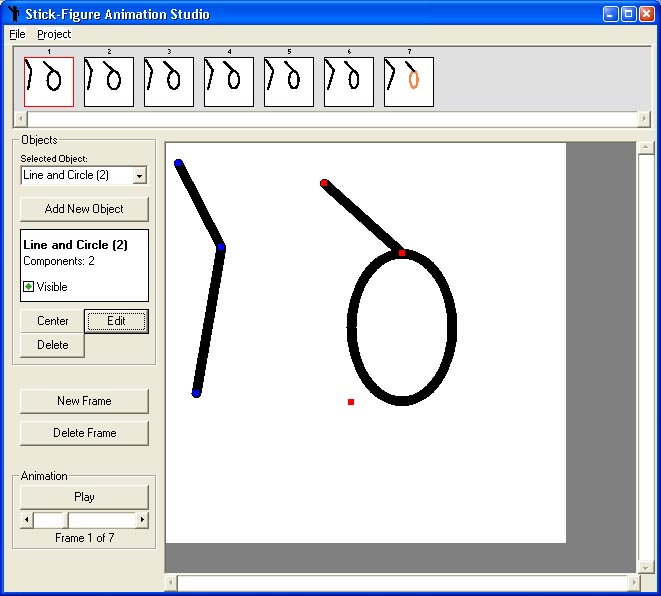 Stick-Figure Animation Studio
File Project
1 2 3 4 5 6 7
Objects
Selected Object:
Line and Circle (2)
Add New Object
Line and Circle (2)
Components: 2
Visible
Center Edit
Delete
New Frame
Delete Frame
Animation
Play
Frame 1 of 7